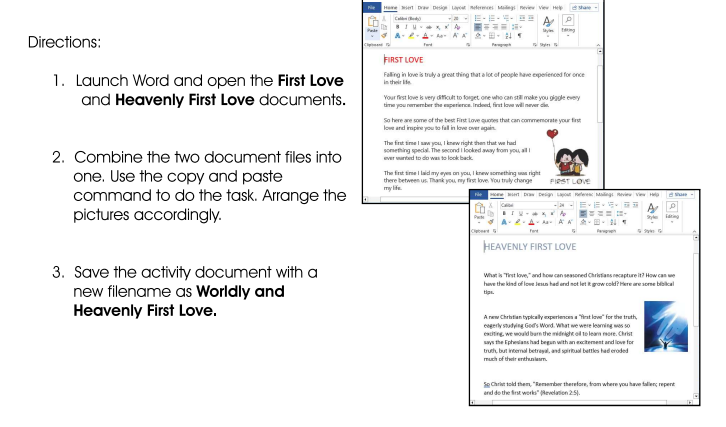 Directions:
1. Launch Word and open the First Love
and Heavenly First Love documents.
2. Combine the two document files into
one. Use the copy and paste
command to do the task. Arrange the
pictures accordingly.
3. Save the activity document with a
new filename as Worldly and
Heavenly First Love.
File Home Insert Draw Design Layout References Mailings Review View Help Share
Calibri (Body) 20
Paste
Styles Editing
Clipboard Font Paragraph Styles
FIRST LOVE
Falling in love is truly a great thing that a lot of people have experienced for once
in their life.
Your first love is very difficult to forget; one who can still make you giggle every
time you remember the experience. Indeed, first love will never die.
So here are some of the best First Love quotes that can commemorate your first
love and inspire you to fall in love over again.
The first time I saw you, I knew right then that we had
something special. The second I looked away from you, all I
ever wanted to do was to look back.
The first time I laid my eyes on you, I knew something was right
there between us. Thank you, my first love. You truly change
my life.
FIRST LOVE
File Home Insert Draw Design Layout References Mailings Review View Help Share
Calibri 24
Paste
Styles Editing
Clipboard Font Paragraph Styles
HEAVENLY FIRST LOVE
What is "first love," and how can seasoned Christians recapture it? How can we
have the kind of love Jesus had and not let it grow cold? Here are some biblical
tips.
A new Christian typically experiences a "first love" for the truth,
eagerly studying God's Word. What we were learning was so
exciting, we would burn the midnight oil to learn more. Christ
says the Ephesians had begun with an excitement and love for
truth, but internal betrayal, and spiritual battles had eroded
much of their enthusiasm.
So Christ told them, "Remember therefore, from where you have fallen; repent
and do the first works" (Revelation 2:5).